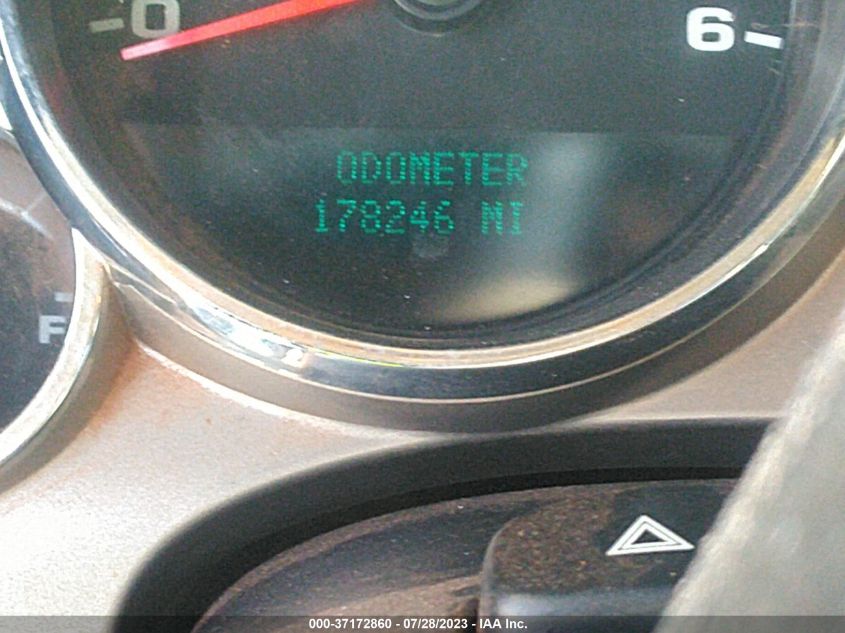 0 6
ODOMETER
178246 MI
F
000-37172860 - 07/28/2023 - IAA Inc.